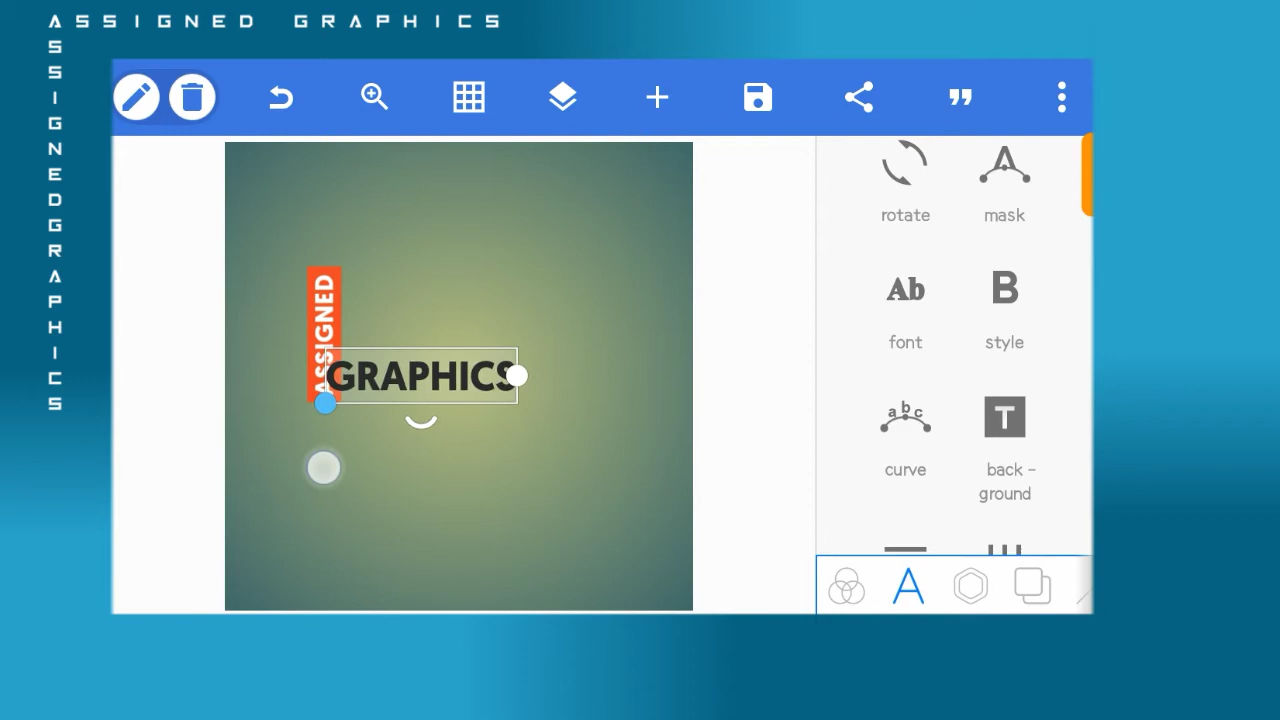 ASSIGNED GRAPHICS
ASSIGNEDGRAPHICS
ASSIGNED
GRAPHICS
rotate
mask
Ab
font
B
style
abc
curve
T
back -
ground
A